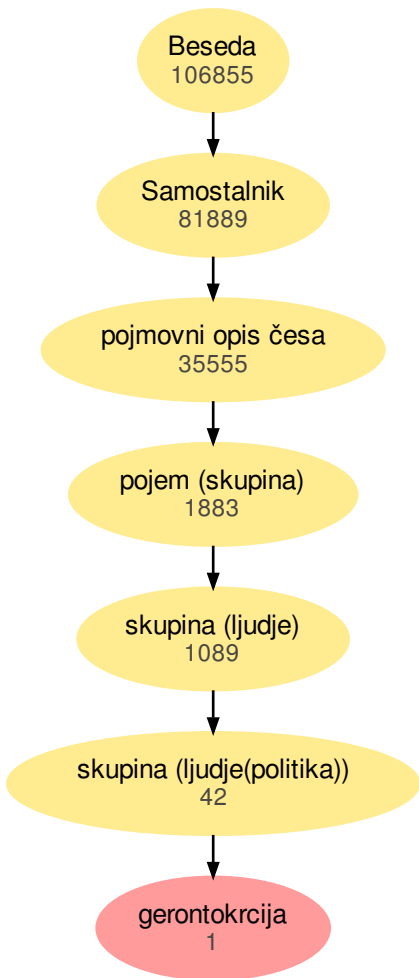 Beseda
106855
Samostalnik
81889
pojmovni opis česa
35555
pojem (skupina)
1883
skupina (ljudje)
1089
skupina (ljudje(politika))
42
gerontokrcija
1